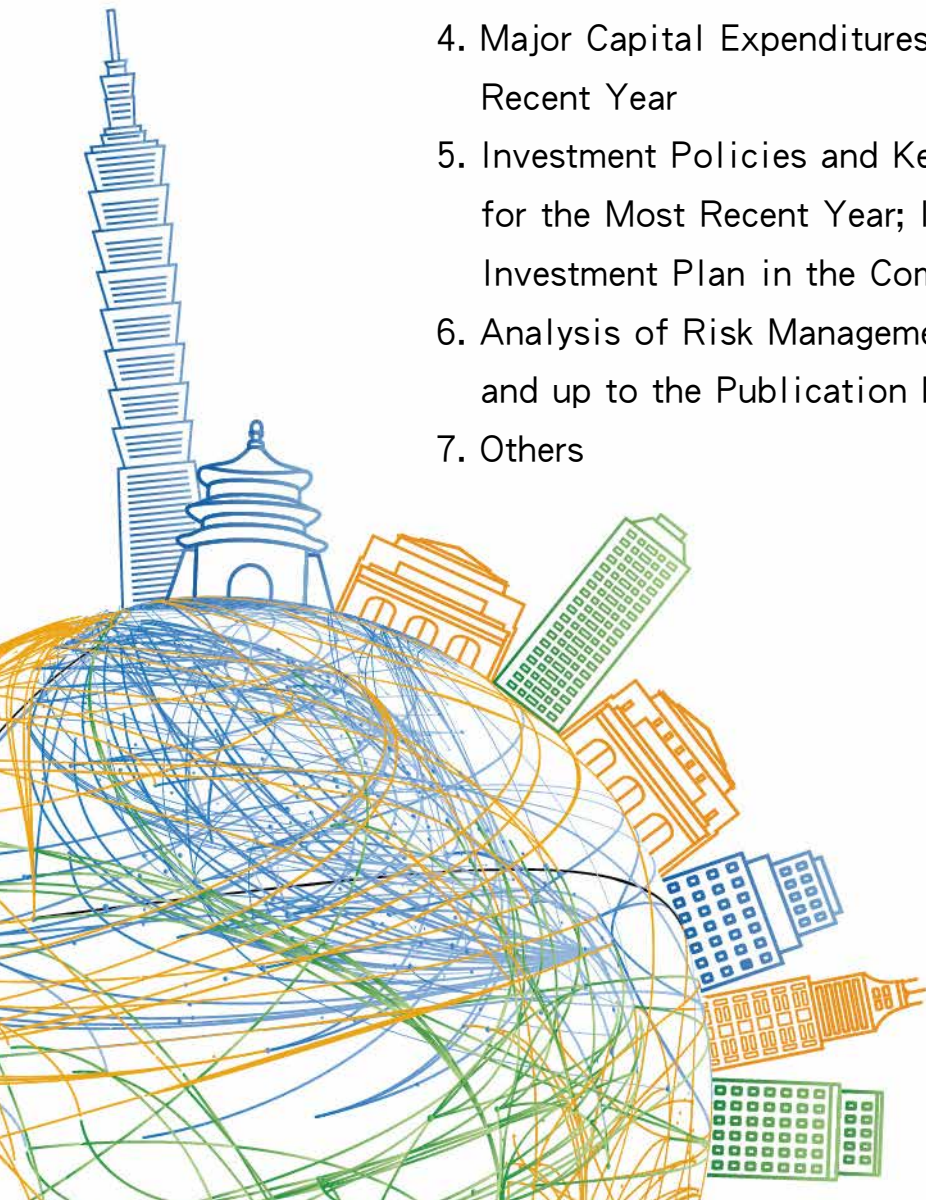 4. Major Capital Expenditures
Recent Year
5. Investment Policies and Ke
for the Most Recent Year;
Investment Plan in the Com
6. Analysis of Risk Manageme
and up to the Publication
7. Others